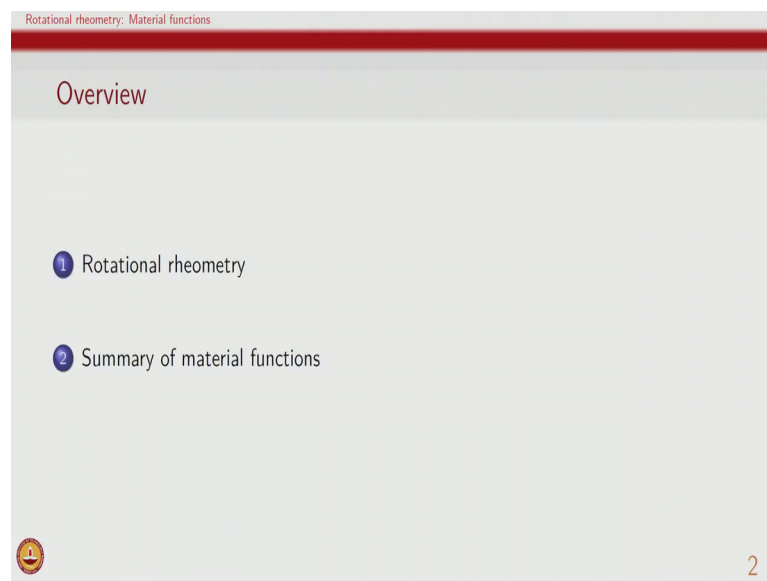 Rotational rheometry: Material functions
Overview
1 Rotational rheometry
2 Summary of material functions
2